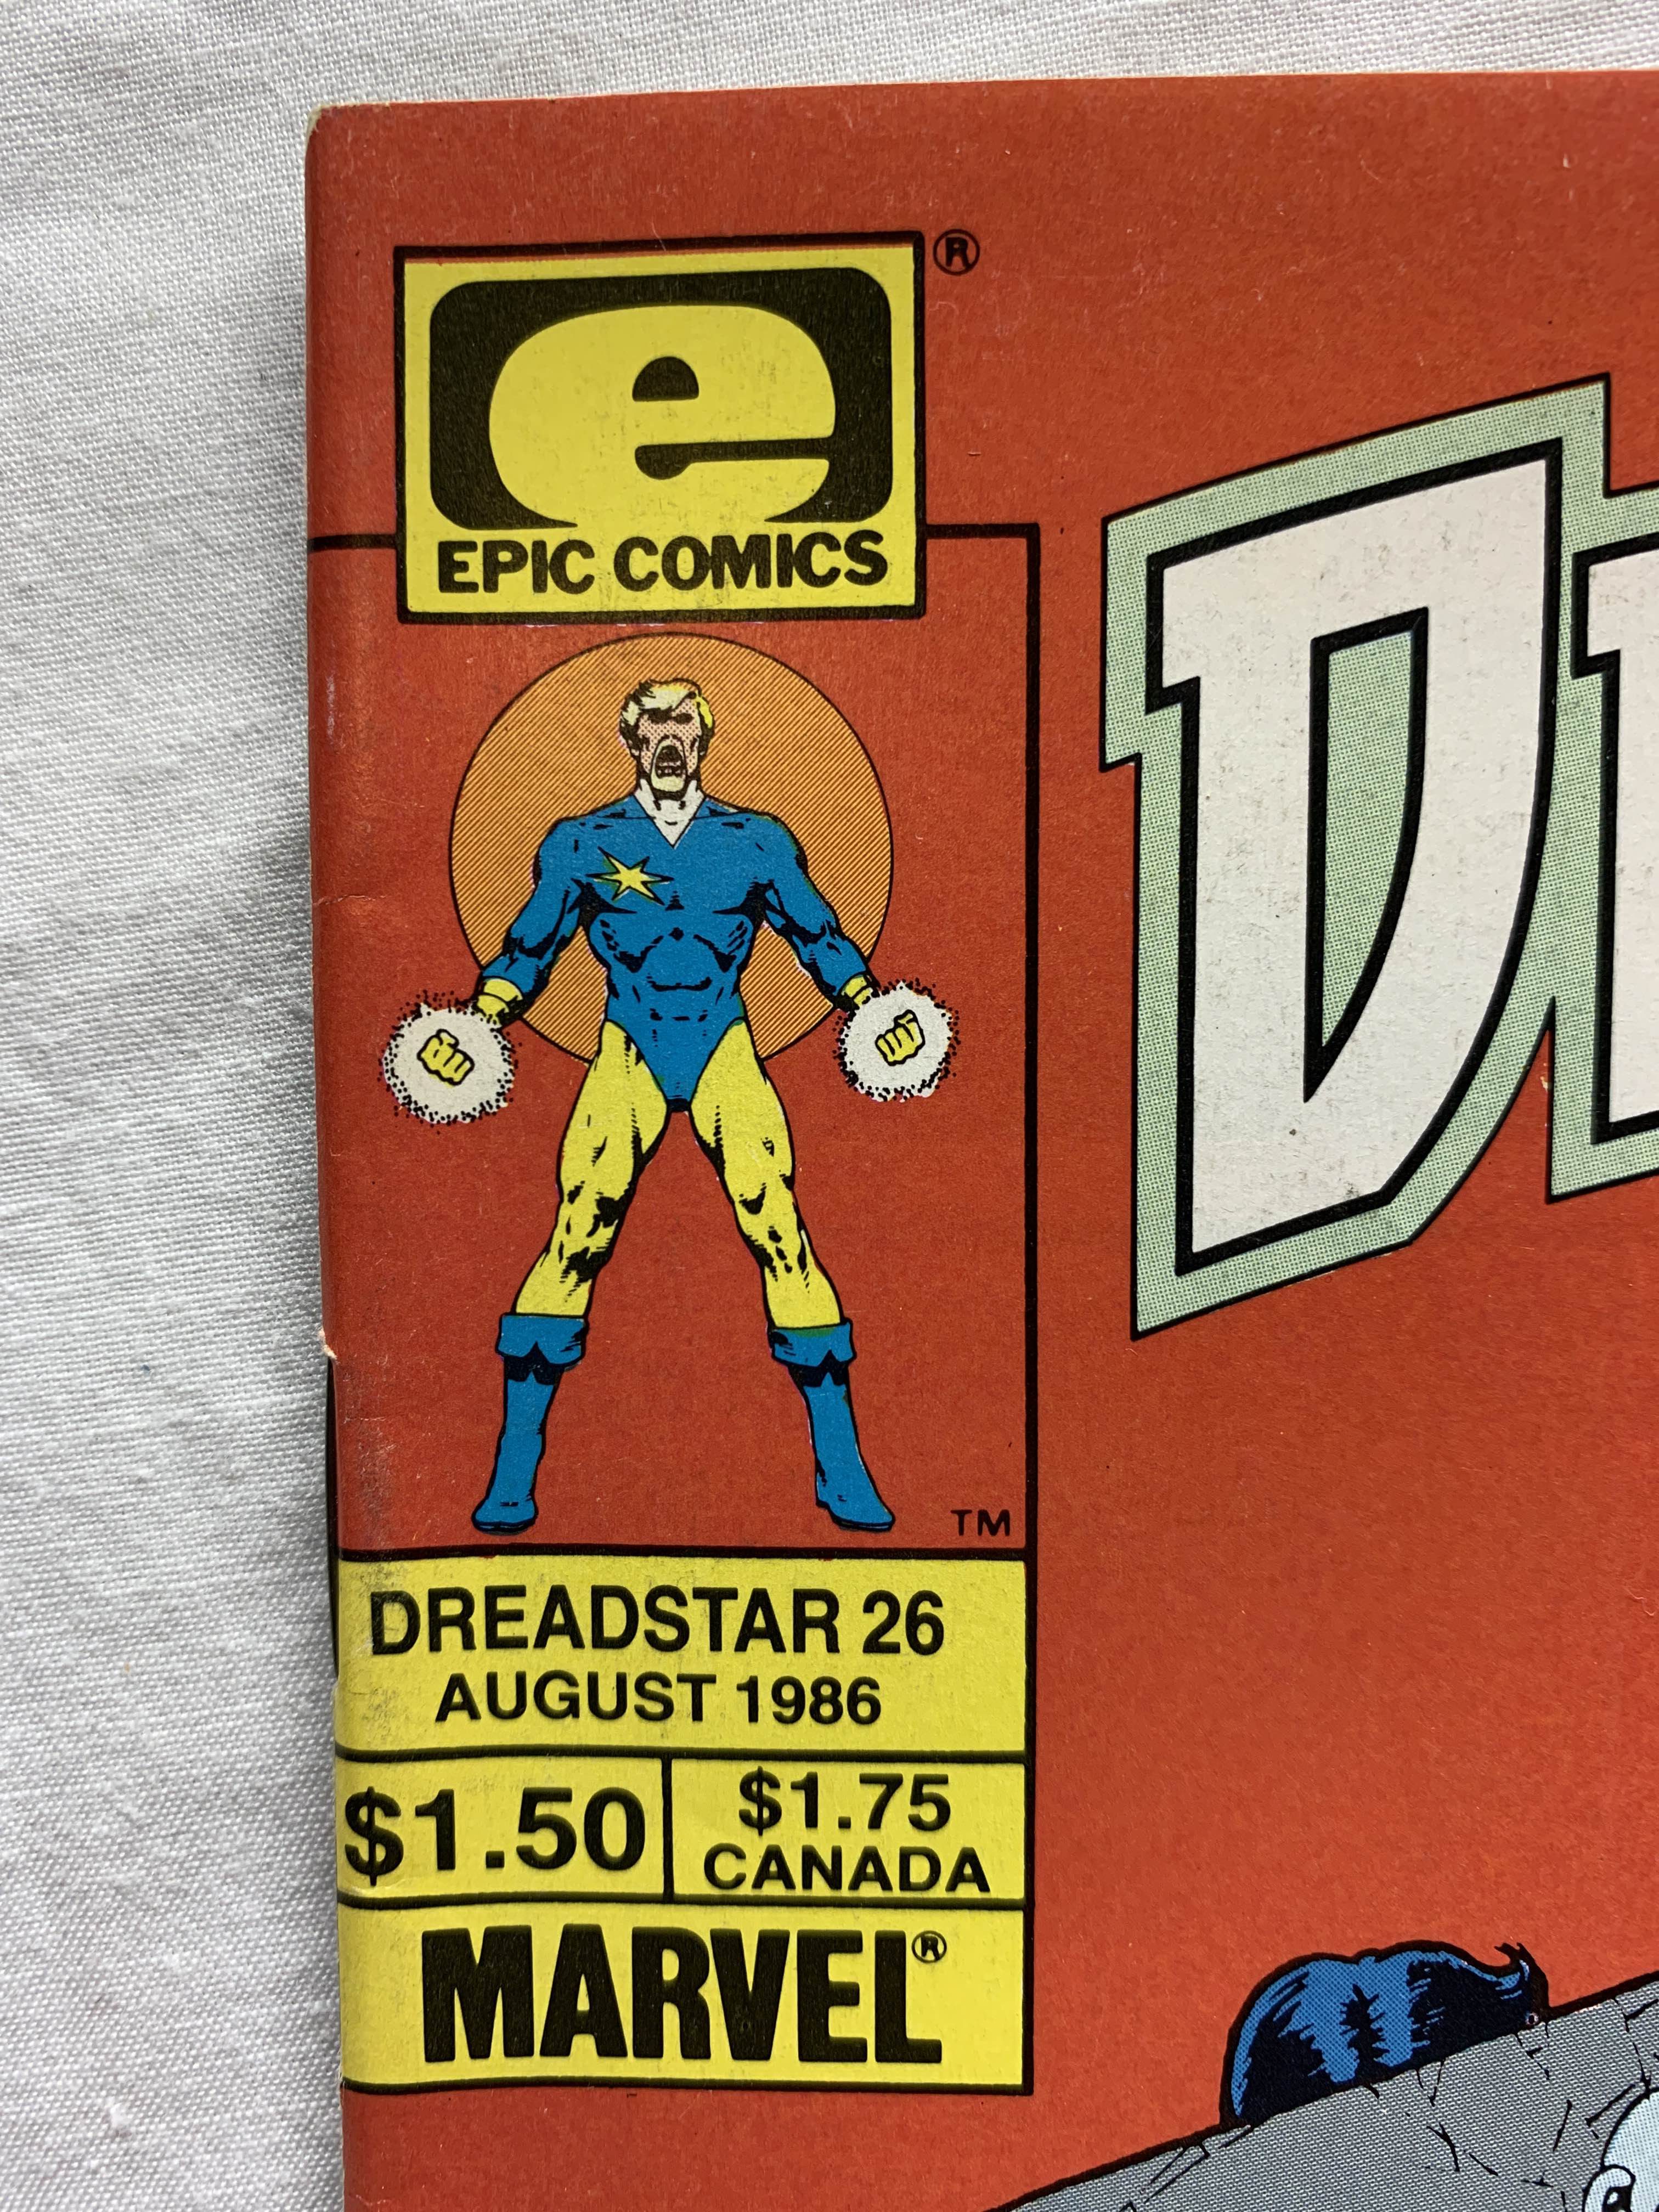 e ®
EPIC COMICS
D
TM
DREADSTAR 26
AUGUST 1986
$1.50
$1.75
CANADA
MARVEL®